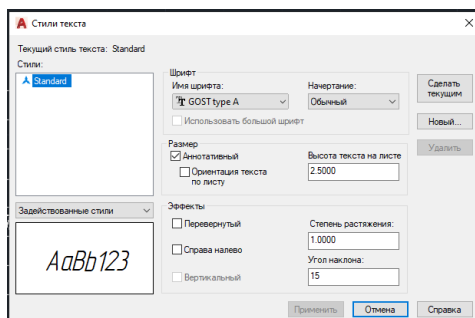 Стили текста
Текущий стиль текста: Standard
Стили:
Standard
Задействованные стили
AaBb123
Шрифт
Имя шрифта:
GOST type A
Начертание:
Обычный
Использовать большой шрифт
Размер
Аннотативный
Ориентация текста
по листу
Высота текста на листе
2.5000
Эффекты
Перевернутый
Справа налево
Вертикальный
Степень растяжения:
1.0000
Угол наклона:
15
Сделать
текущим
Новый...
Удалить
Применить
Отмена
Справка